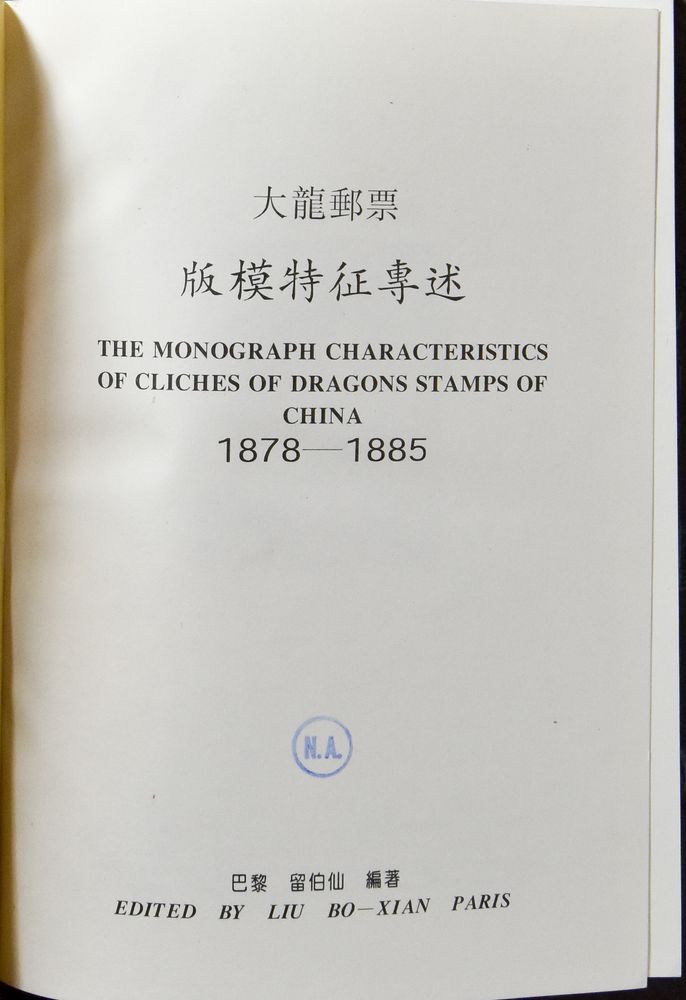 大龍郵票
版模特征專述
THE MONOGRAPH CHARACTERISTICS
OF CLICHES OF DRAGONS STAMPS OF
CHINA
1878—1885
N.A.
巴黎 留伯仙 編著
EDITED BY LIU BO—XIAN PARIS